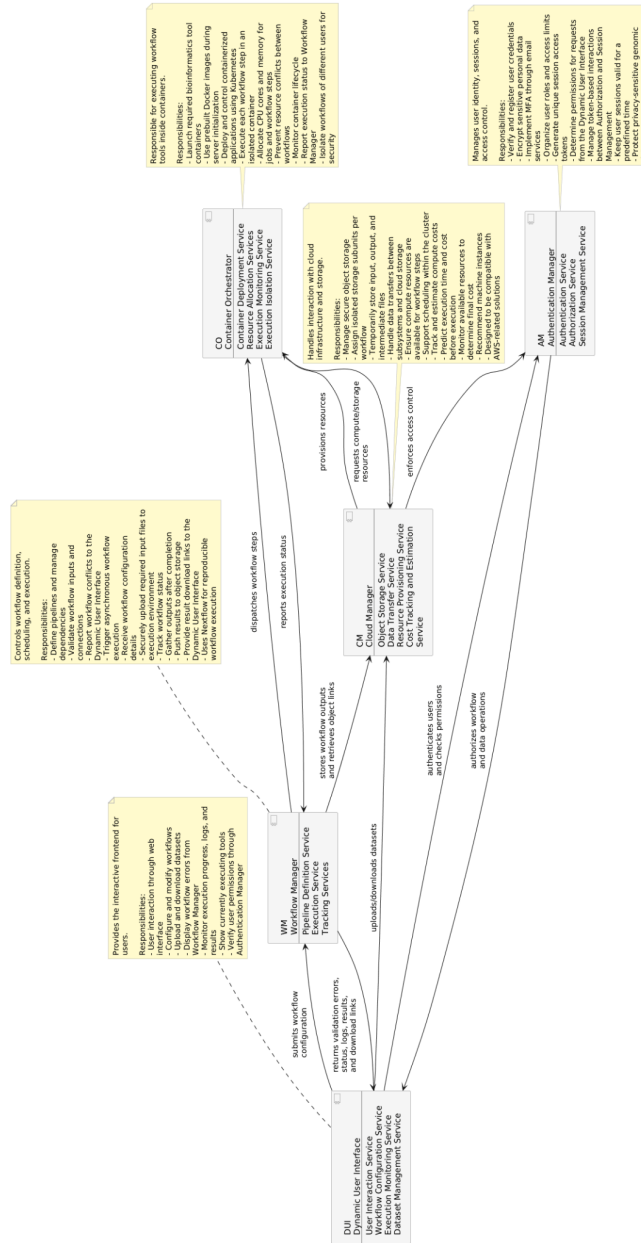 Provides the interactive frontend for
users.
Responsibilities:
- User interaction through web
interface
- Configure and modify workflows
- Upload and download datasets
- Display workflow errors from
Workflow Manager
- Monitor execution progress, logs, and
results
- Show currently executing tools
- Verify user permissions through
Authentication Manager
Controls workflow definition,
scheduling, and execution.
Responsibilities:
- Define pipelines and manage
dependencies
- Validate workflow inputs and
connections
- Report workflow conflicts to the
Dynamic User Interface
- Trigger asynchronous workflow
execution
- Receive workflow configuration
details
- Securely upload required input files to
execution environment
- Track workflow status
- Gather outputs after completion
- Push results to object storage
- Provide result download links to the
Dynamic User Interface
- Uses Nextflow for reproducible
workflow execution
Responsible for executing workflow
tools inside containers.
Responsibilities:
- Launch required bioinformatics tool
containers
- Use prebuilt Docker images during
server initialization
- Deploy and control containerized
applications using Kubernetes
- Execute each workflow step in an
isolated container
- Allocate CPU cores and memory for
jobs and workflow steps
- Prevent resource conflicts between
workflows
- Monitor container lifecycle
- Report execution status to Workflow
Manager
- Isolate workflows of different users for
security
Handles interaction with cloud
infrastructure and storage.
Responsibilities:
- Manage secure object storage
- Assign isolated storage subunits per
workflow
- Temporarily store input, output, and
intermediate files
- Handle data transfers between
subsystems and cloud storage
- Ensure compute resources are
available for workflow steps
- Support scheduling within the cluster
- Track and estimate compute costs
- Predict execution time and cost
before execution
- Monitor available resources to
determine final cost
- Recommend machine instances
- Designed to be compatible with
AWS-related solutions
Manages user identity, sessions, and
access control.
Responsibilities:
- Verify and register user credentials
- Encrypt sensitive personal data
- Implement MFA through email
services
- Organize user roles and access limits
- Generate unique session access
tokens
- Determine permissions for requests
from the Dynamic User Interface
- Manage token-based interactions
between Authorization and Session
Management
- Keep user sessions valid for a
predefined time
- Protect privacy-sensitive genomic
DUI
Dynamic User Interface
User Interaction Service
Workflow Configuration Service
Execution Monitoring Service
Dataset Management Service
WM
Workflow Manager
Pipeline Definition Service
Execution Service
Tracking Services
CM
Cloud Manager
Object Storage Service
Data Transfer Service
Resource Provisioning Service
Cost Tracking and Estimation
Service
CO
Container Orchestrator
Container Deployment Service
Resource Allocation Services
Execution Monitoring Service
Execution Isolation Service
AM
Authentication Manager
Authentication Service
Authorization Service
Session Management Service
submits workflow
configuration
returns validation errors,
status, logs, results,
and download links
dispatches workflow steps
reports execution status
stores workflow outputs
and retrieves object links
uploads/downloads datasets
authenticates users
and checks permissions
authorizes workflow
and data operations
provisions resources
requests compute/storage
resources
enforces access control